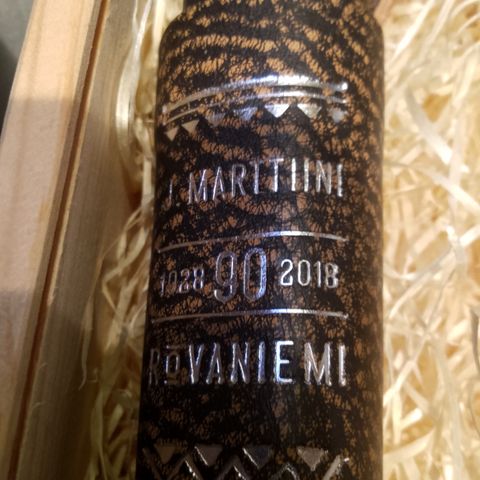 J. MARTTIINI
1928 90 2018
ROVANIEMI